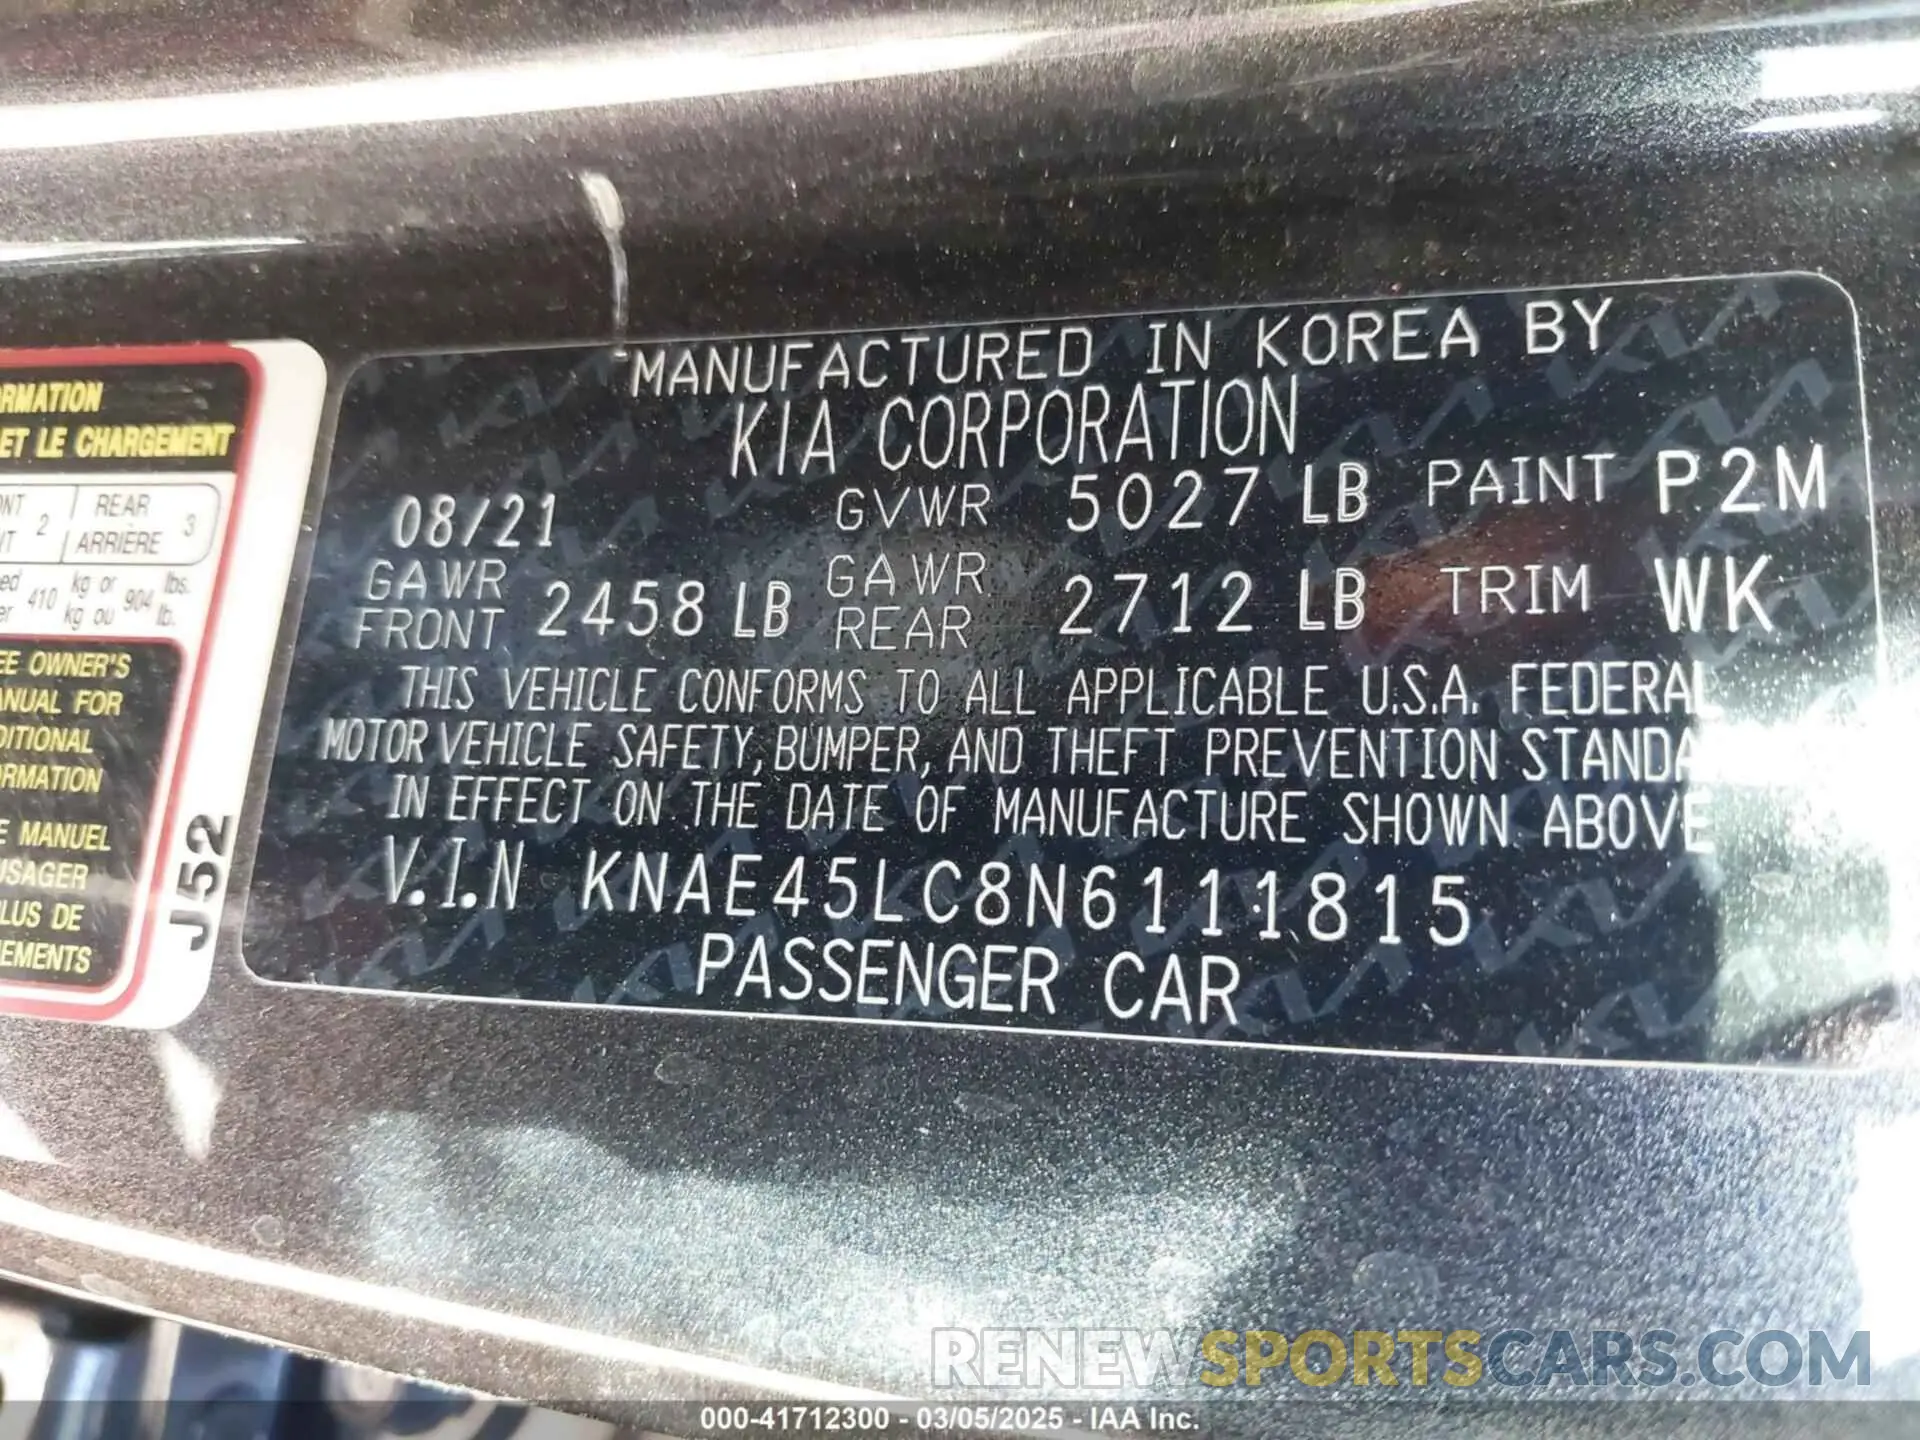 MANUFACTURED IN KOREA BY
KIA CORPORATION
08/21 GVWR 5027 LB PAINT P2M
GAWR FRONT 2458 LB GAWR REAR 2712 LB TRIM WK
THIS VEHICLE CONFORMS TO ALL APPLICABLE U.S.A. FEDERAL
MOTOR VEHICLE SAFETY, BUMPER, AND THEFT PREVENTION STANDA
IN EFFECT ON THE DATE OF MANUFACTURE SHOWN ABOVE
V.I.N KNAE45LC8N6111815
PASSENGER CAR
RMATION
ET LE CHARGEMENT
NT 2 REAR 3
ARRIÈRE
410 kg or 904 lbs.
kg ou lb.
EE OWNER'S
ANUAL FOR
DITIONAL
ORMATION
E MANUEL
USAGER
LUS DE
EMENTS
J52
RENEWSPORTSCARS.COM
000-41712300 - 03/05/2025 - IAA Inc.